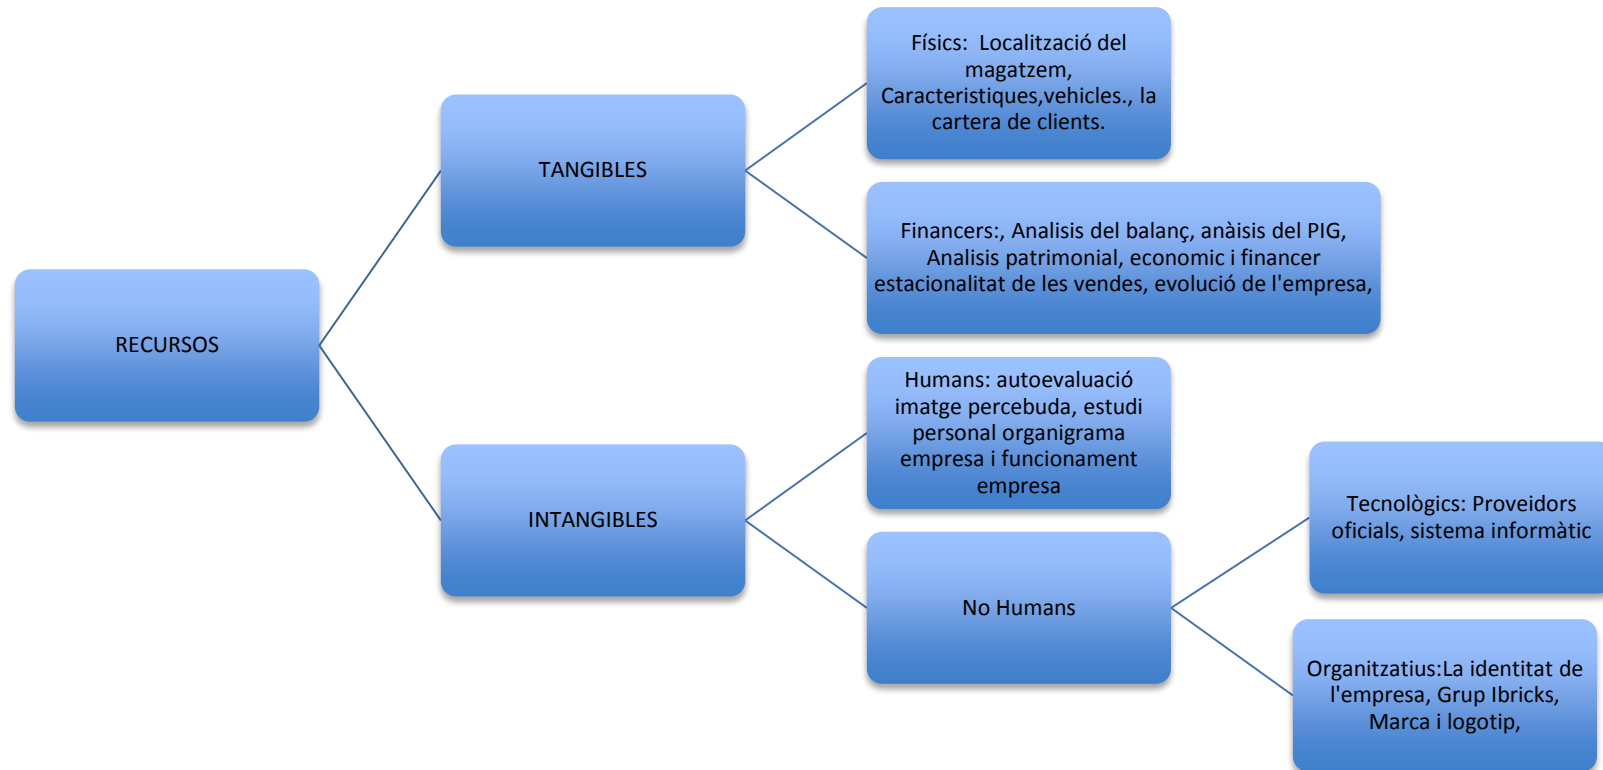 RECURSOS
TANGIBLES
Físics:  Localització del
magatzem,
Caracteristiques,vehicles., la
cartera de clients.
Financers:, Analisis del balanç, anàisis del PIG,
Analisis patrimonial, economic i financer
estacionalitat de les vendes, evolució de l'empresa,
INTANGIBLES
Humans: autoevaluació
imatge percebuda, estudi
personal organigrama
empresa i funcionament
empresa
No Humans
Tecnològics: Proveidors
oficials, sistema informàtic
Organitzatius:La identitat de
l'empresa, Grup Ibricks,
Marca i logotip,